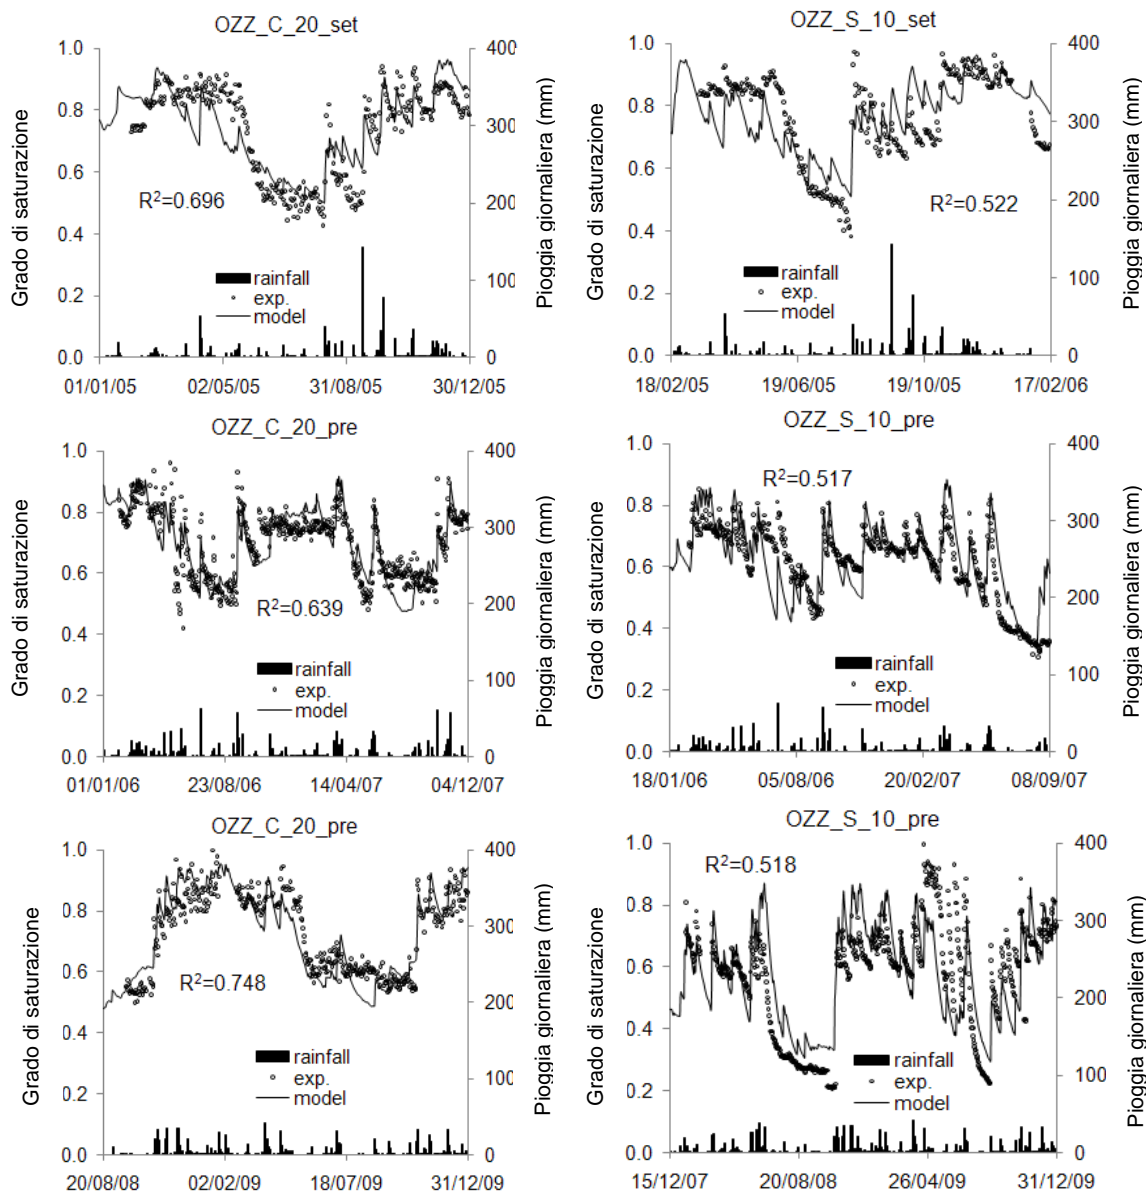 OZZ_C_20_set
1.0
0.8
0.6
0.4
0.2
0.0
400
300
200
100
0
Grado di saturazione
Pioggia giornaliera (mm)
R²=0.696
rainfall
exp.
model
01/01/05 02/05/05 31/08/05 30/12/05
OZZ_S_10_set
1.0
0.8
0.6
0.4
0.2
0.0
400
300
200
100
0
Grado di saturazione
Pioggia giornaliera (mm)
R²=0.522
rainfall
exp.
model
18/02/05 19/06/05 19/10/05 17/02/06
OZZ_C_20_pre
1.0
0.8
0.6
0.4
0.2
0.0
400
300
200
100
0
Grado di saturazione
Pioggia giornaliera (mm)
R²=0.639
rainfall
exp.
model
01/01/06 23/08/06 14/04/07 04/12/07
OZZ_S_10_pre
1.0
0.8
0.6
0.4
0.2
0.0
400
300
200
100
0
Grado di saturazione
Pioggia giornaliera (mm)
R²=0.517
rainfall
exp.
model
18/01/06 05/08/06 20/02/07 08/09/07
OZZ_C_20_pre
1.0
0.8
0.6
0.4
0.2
0.0
400
300
200
100
0
Grado di saturazione
Pioggia giornaliera (mm)
R²=0.748
rainfall
exp.
model
20/08/08 02/02/09 18/07/09 31/12/09
OZZ_S_10_pre
1.0
0.8
0.6
0.4
0.2
0.0
400
300
200
100
0
Grado di saturazione
Pioggia giornaliera (mm)
R²=0.518
rainfall
exp.
model
15/12/07 20/08/08 26/04/09 31/12/09